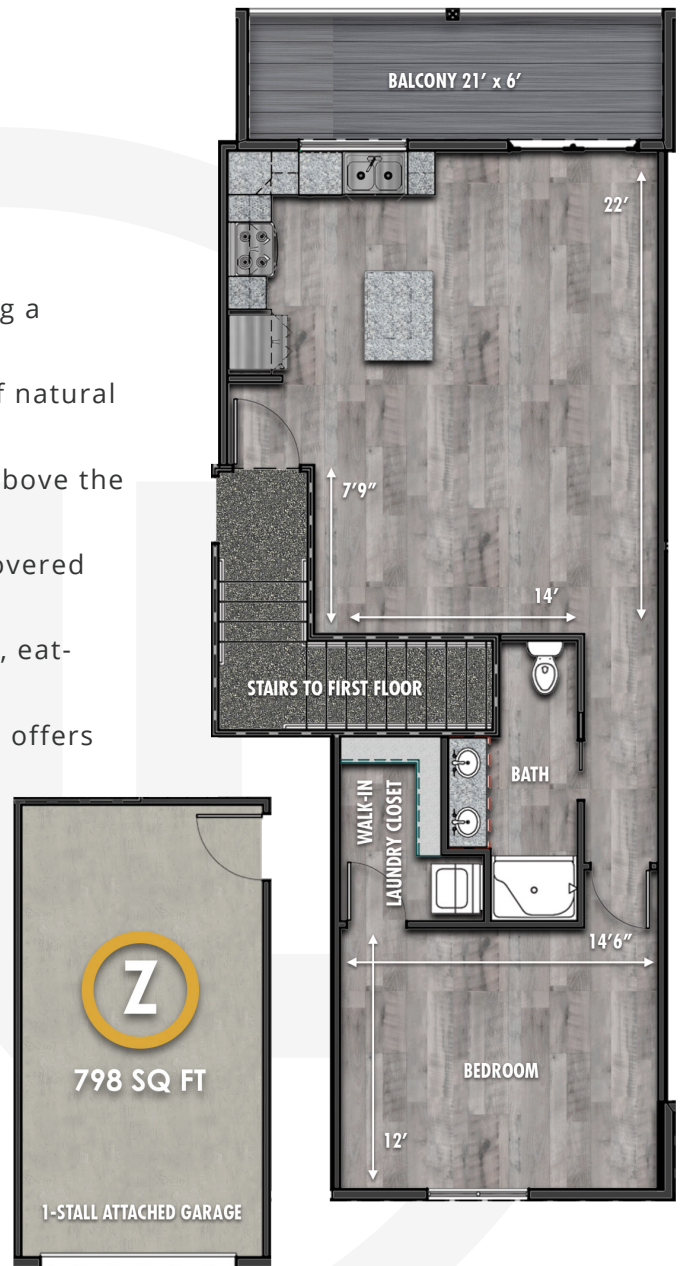 BALCONY 21' x 6'
22'
g a
f natural
bove the
overed
, eat-
offers
7'9"
14'
STAIRS TO FIRST FLOOR
BATH
WALK-IN
LAUNDRY CLOSET
14'6"
BEDROOM
12'
Z
798 SQ FT
1-STALL ATTACHED GARAGE